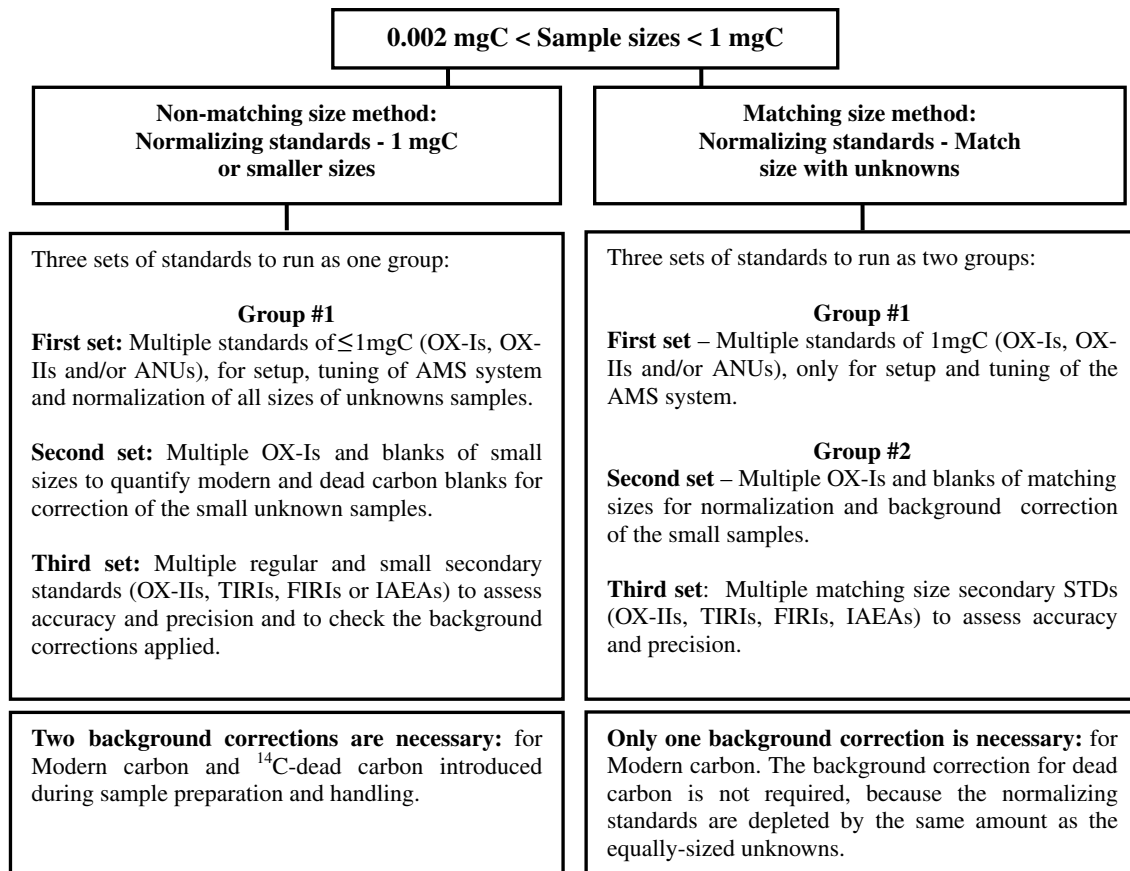 0.002 mgC < Sample sizes < 1 mgC
Non-matching size method:
Normalizing standards - 1 mgC
or smaller sizes
Matching size method:
Normalizing standards - Match
size with unknowns
Three sets of standards to run as one group:
Group #1
First set: Multiple standards of ≤1mgC (OX-Is, OX-
IIs and/or ANUs), for setup, tuning of AMS system
and normalization of all sizes of unknowns samples.
Second set: Multiple OX-Is and blanks of small
sizes to quantify modern and dead carbon blanks for
correction of the small unknown samples.
Third set: Multiple regular and small secondary
standards (OX-IIs, TIRIs, FIRIs or IAEAs) to assess
accuracy and precision and to check the background
corrections applied.
Three sets of standards to run as two groups:
Group #1
First set – Multiple standards of 1mgC (OX-Is, OX-
IIs and/or ANUs), only for setup and tuning of the
AMS system.
Group #2
Second set – Multiple OX-Is and blanks of matching
sizes for normalization and background correction
of the small samples.
Third set: Multiple matching size secondary STDs
(OX-IIs, TIRIs, FIRIs, IAEAs) to assess accuracy
and precision.
Two background corrections are necessary: for
Modern carbon and ¹⁴C-dead carbon introduced
during sample preparation and handling.
Only one background correction is necessary: for
Modern carbon. The background correction for dead
carbon is not required, because the normalizing
standards are depleted by the same amount as the
equally-sized unknowns.